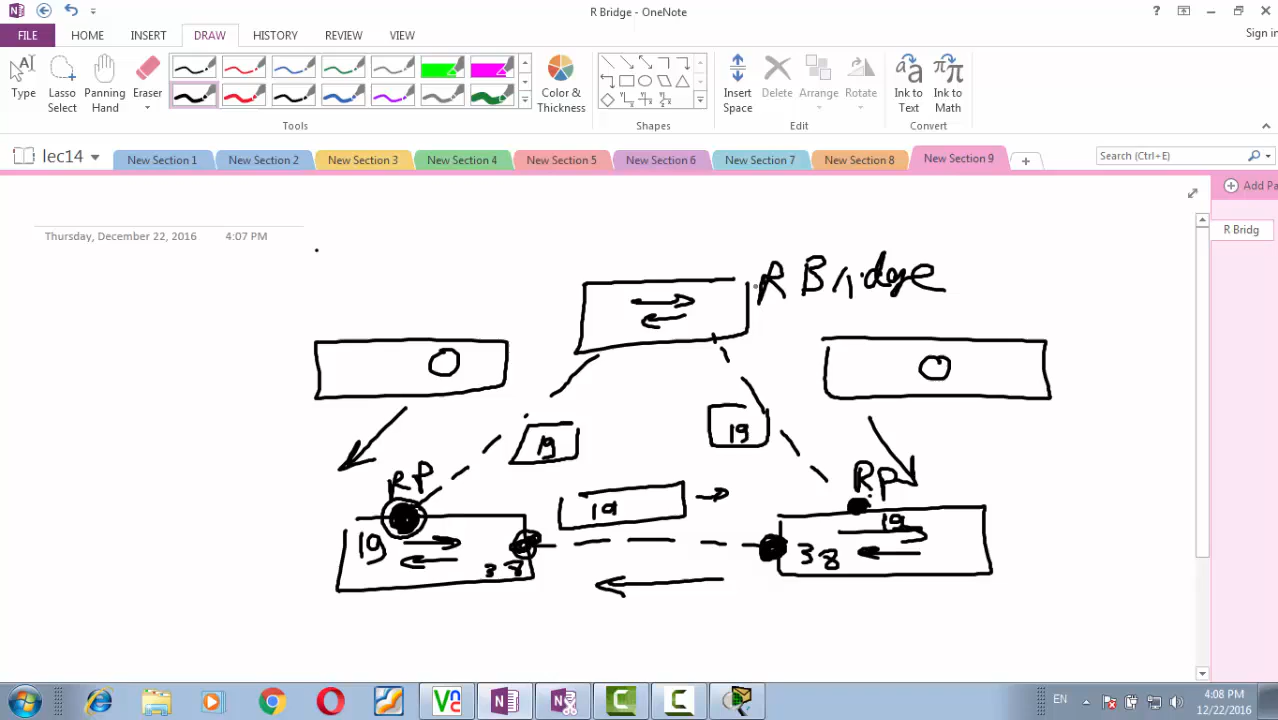 R Bridge - OneNote
?
Sign in
FILE
HOME
INSERT
DRAW
HISTORY
REVIEW
VIEW
Type
Lasso
Select
Panning
Hand
Eraser
Color &
Thickness
Insert
Space
Delete
Arrange
Rotate
Ink to
Text
Ink to
Math
Tools
Shapes
Edit
Convert
lec14
New Section 1
New Section 2
New Section 3
New Section 4
New Section 5
New Section 6
New Section 7
New Section 8
New Section 9
Search (Ctrl+E)
Add Pa
R Bridg
Thursday, December 22, 2016
4:07 PM
R Bridge
19
19
RP
RP
19
19
19
38
38
EN
4:08 PM
12/22/2016